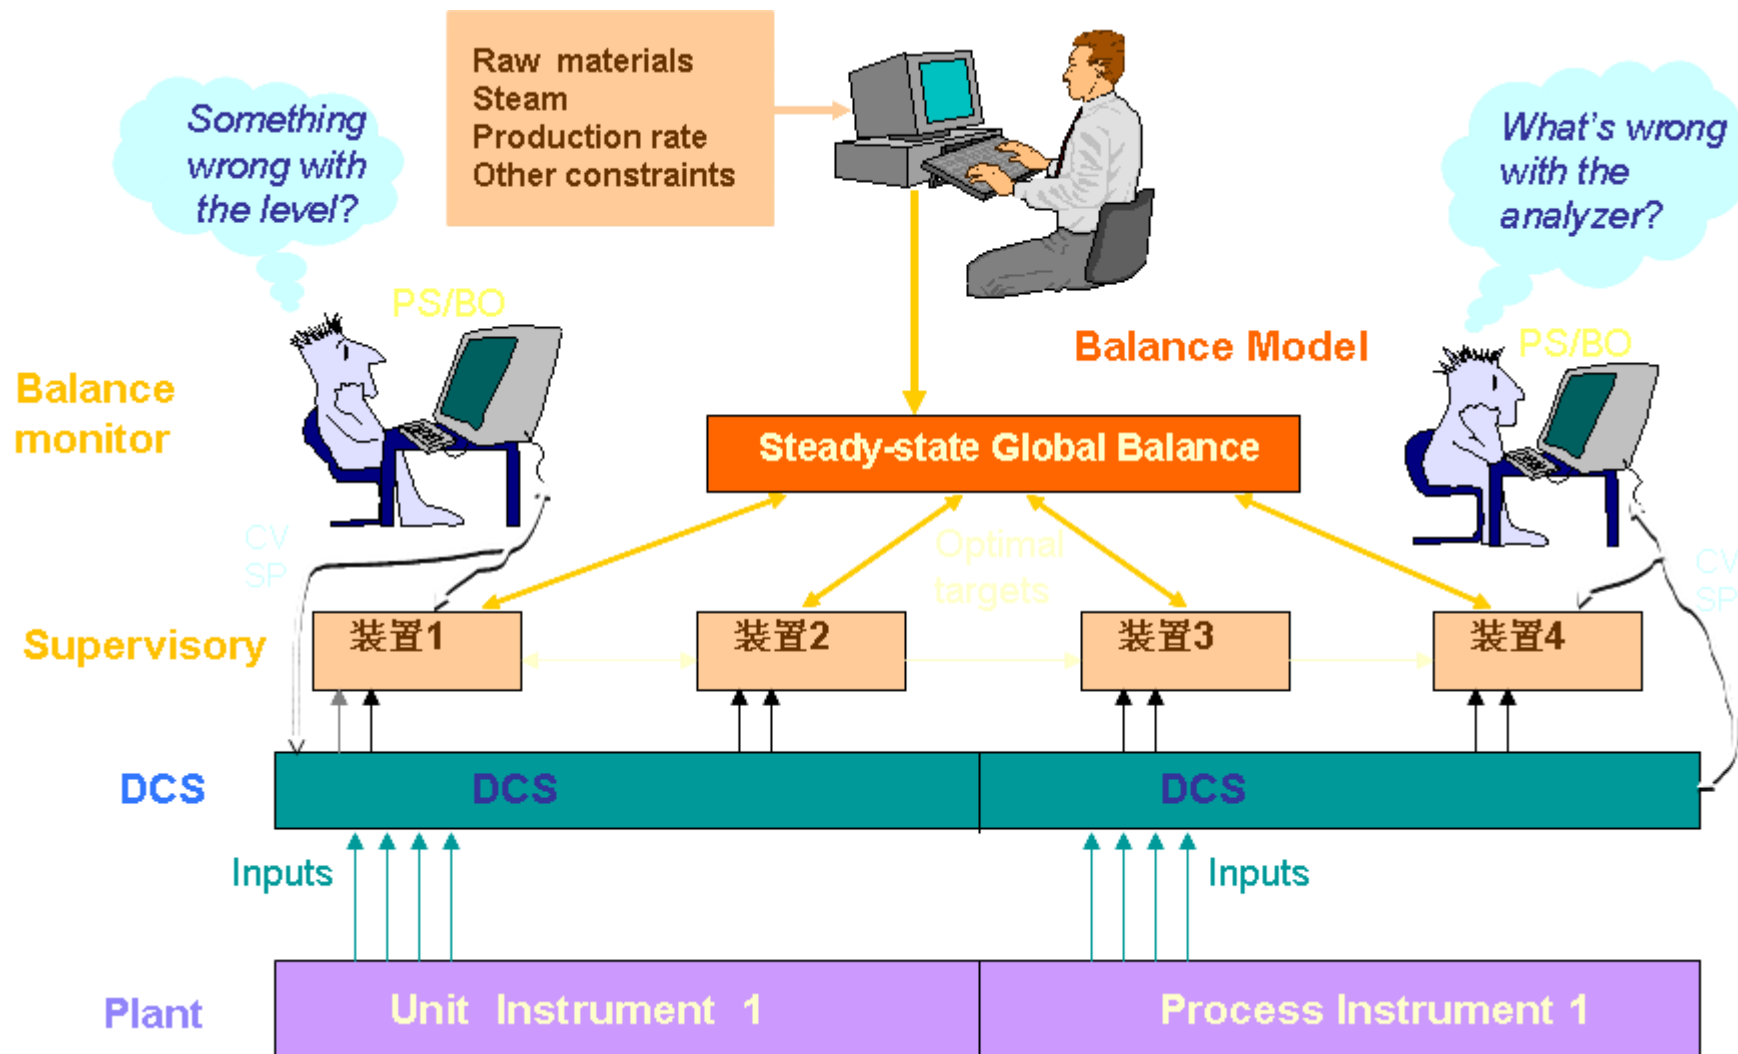 Raw materials
Steam
Production rate
Other constraints
Something
wrong with
the level?
What's wrong
with the
analyzer?
PS/BO
PS/BO
Balance Model
Balance
monitor
Steady-state Global Balance
CV
SP
Optimal
targets
CV
SP
Supervisory
装置1
装置2
装置3
装置4
DCS
DCS
DCS
Inputs
Inputs
Plant
Unit Instrument 1
Process Instrument 1